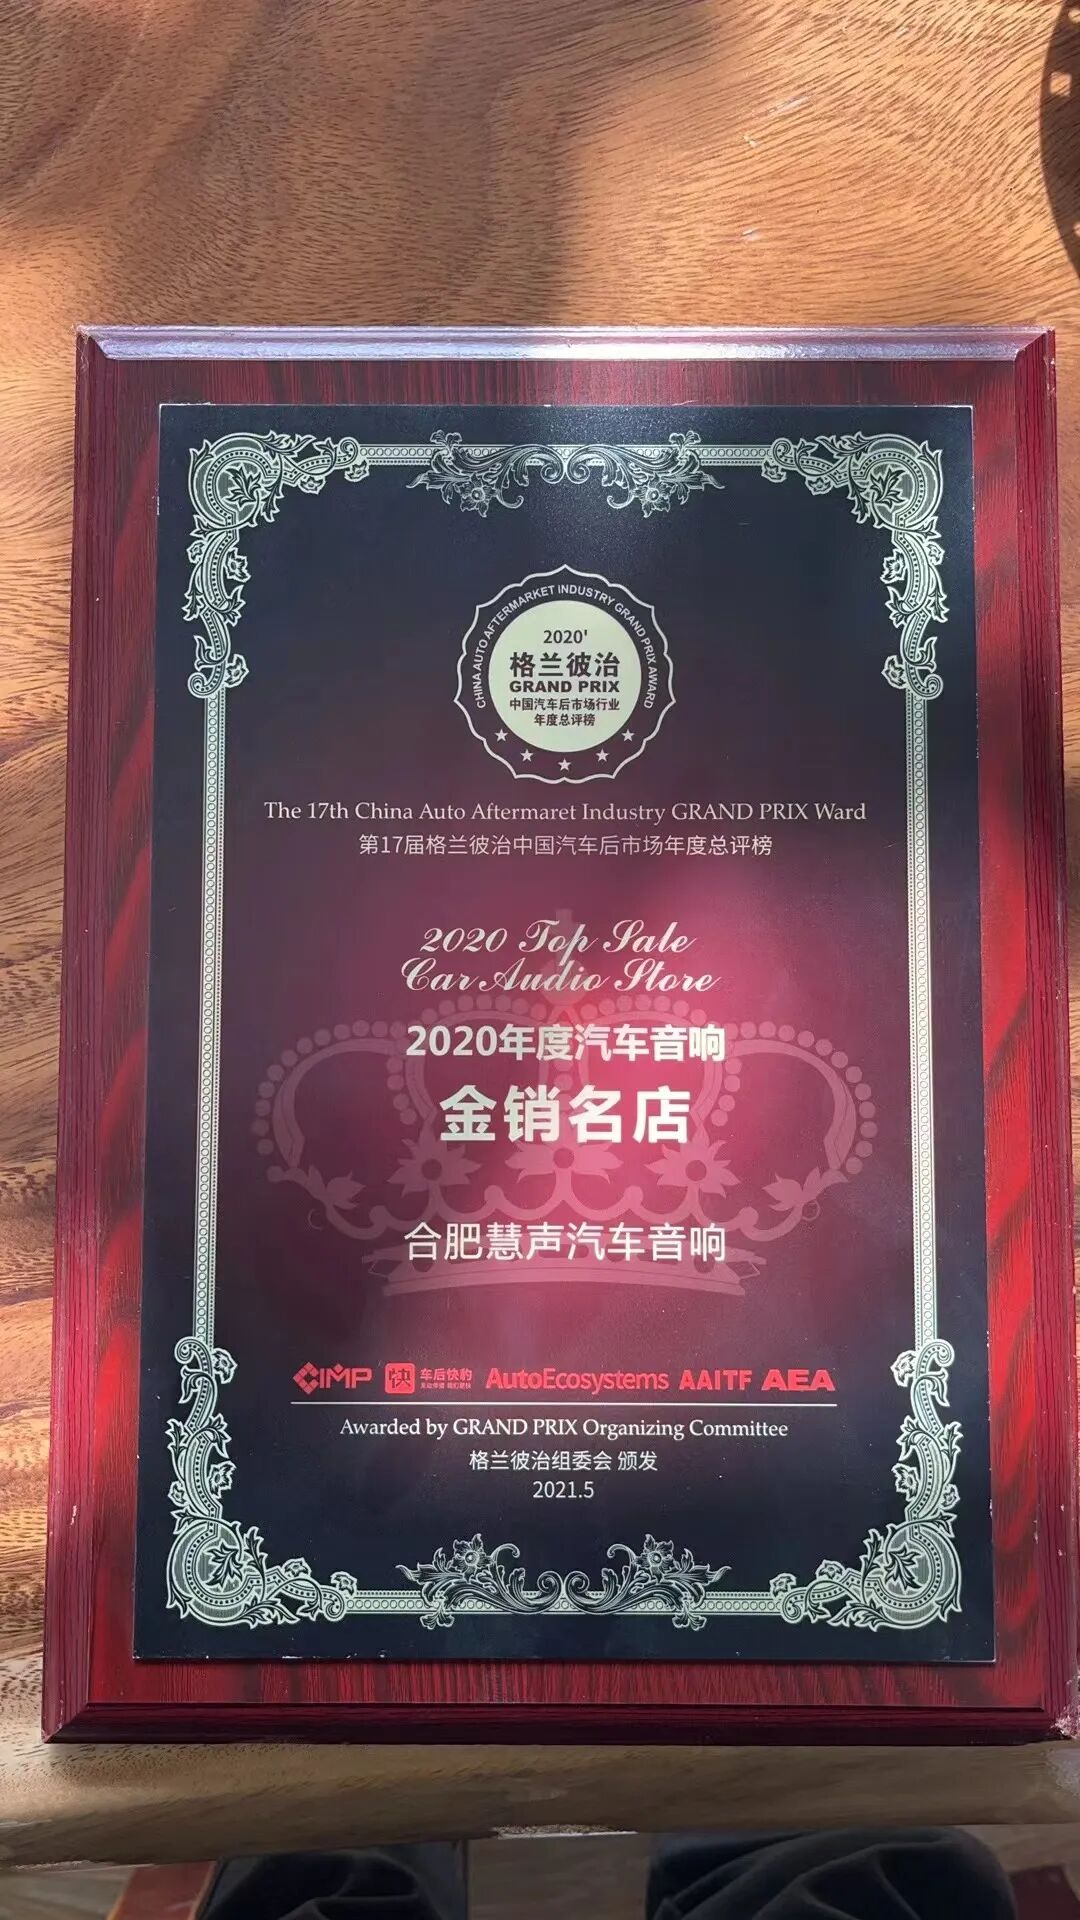 CHINA AUTO AFTERMARKET INDUSTRY GRAND PRIX AWARD
2020'
格兰彼治
GRAND PRIX
中国汽车后市场行业
年度总评榜
The 17th China Auto Aftermaret Industry GRAND PRIX Ward
第17届格兰彼治中国汽车后市场年度总评榜
2020 Top Sale
Car Audio Store
2020年度汽车音响
金销名店
合肥慧声汽车音响
CIMP 快 车后快豹 AutoEcosystems AAITF AEA
Awarded by GRAND PRIX Organizing Committee
格兰彼治组委会 颁发
2021.5